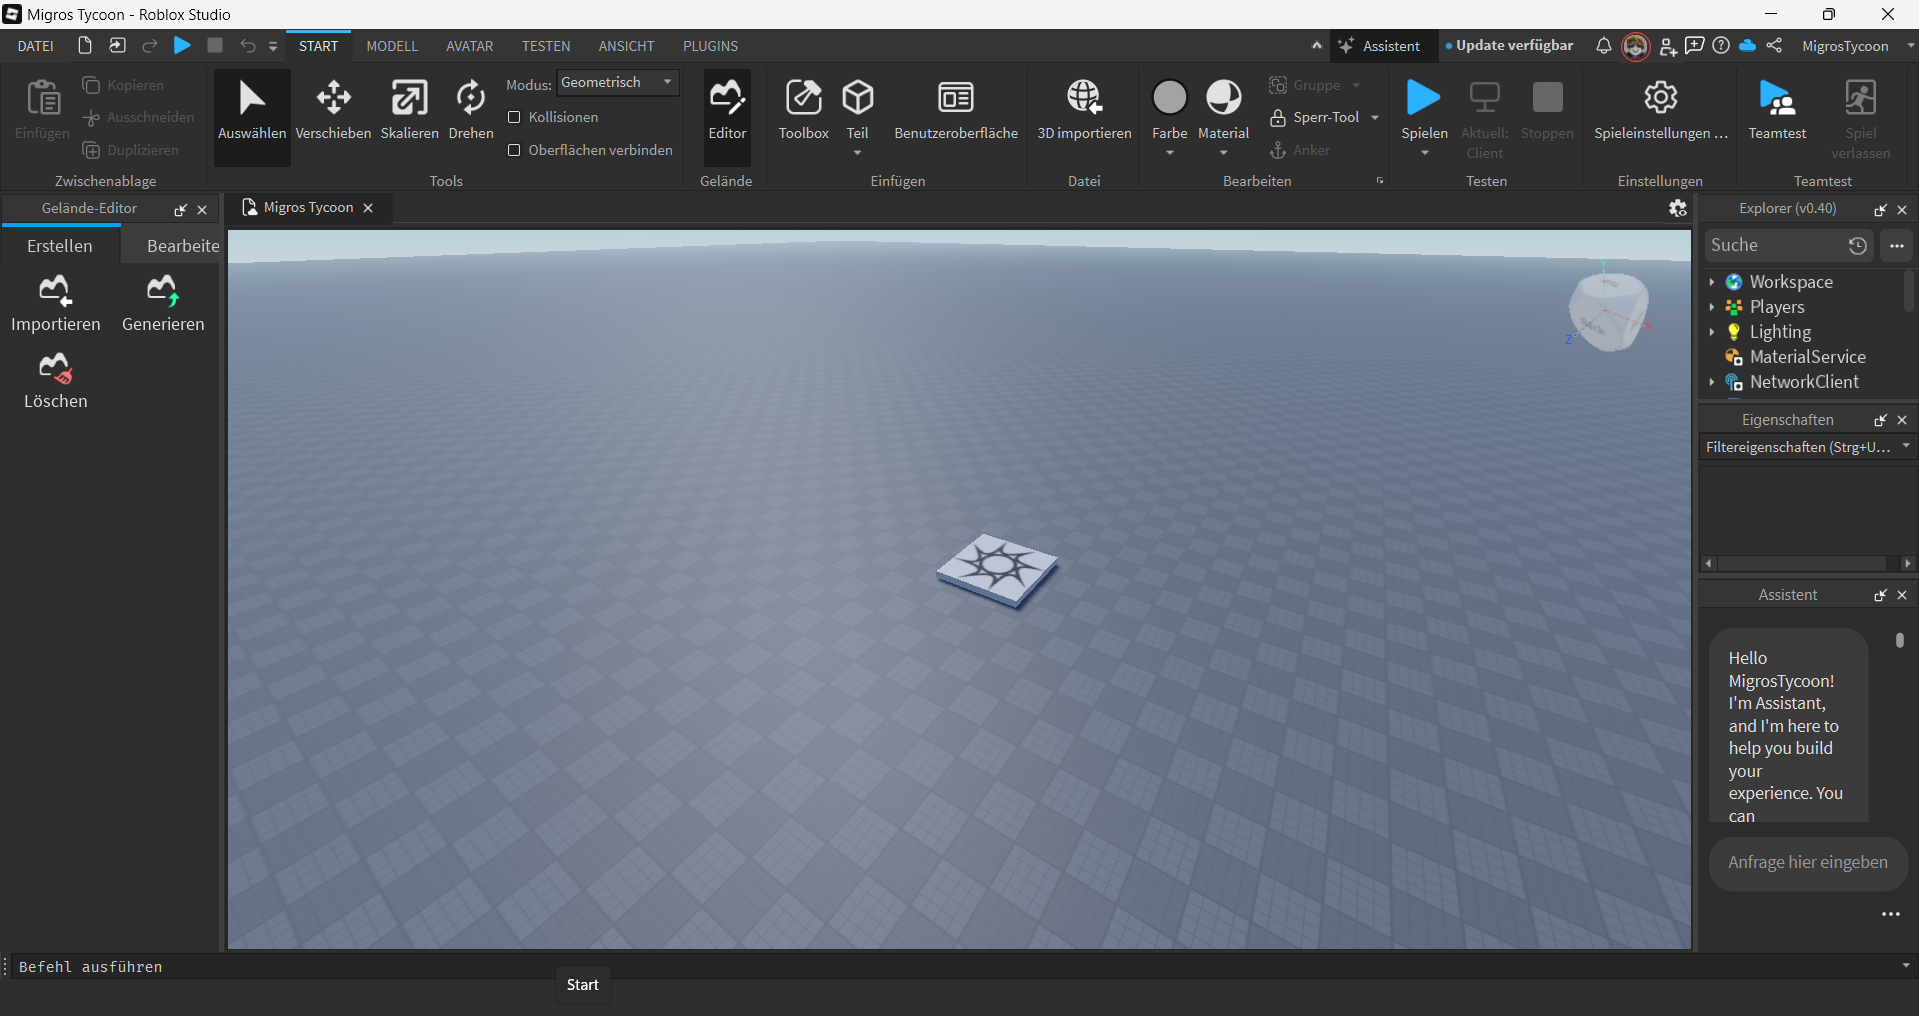 Migros Tycoon - Roblox Studio
DATEI
START
MODELL
AVATAR
TESTEN
ANSICHT
PLUGINS
Assistent
Update verfügbar
MigrosTycoon
Einfügen
Kopieren
Ausschneiden
Duplizieren
Zwischenablage
Auswählen
Verschieben
Skalieren
Drehen
Modus: Geometrisch
Kollisionen
Oberflächen verbinden
Tools
Editor
Gelände
Toolbox
Teil
Benutzeroberfläche
Einfügen
3D importieren
Datei
Farbe
Material
Gruppe
Sperr-Tool
Anker
Bearbeiten
Spielen
Aktuell:
Client
Stoppen
Testen
Spieleinstellungen ...
Einstellungen
Teamtest
Spiel
verlassen
Teamtest
Gelände-Editor
Erstellen
Bearbeite
Importieren
Generieren
Löschen
Migros Tycoon
Y
X
Z
Back
Explorer (v0.40)
Suche
Workspace
Players
Lighting
MaterialService
NetworkClient
Eigenschaften
Filtereigenschaften (Strg+U...
Assistent
Hello
MigrosTycoon!
I'm Assistant,
and I'm here to
help you build
your
experience. You
can
Anfrage hier eingeben
Befehl ausführen
Start